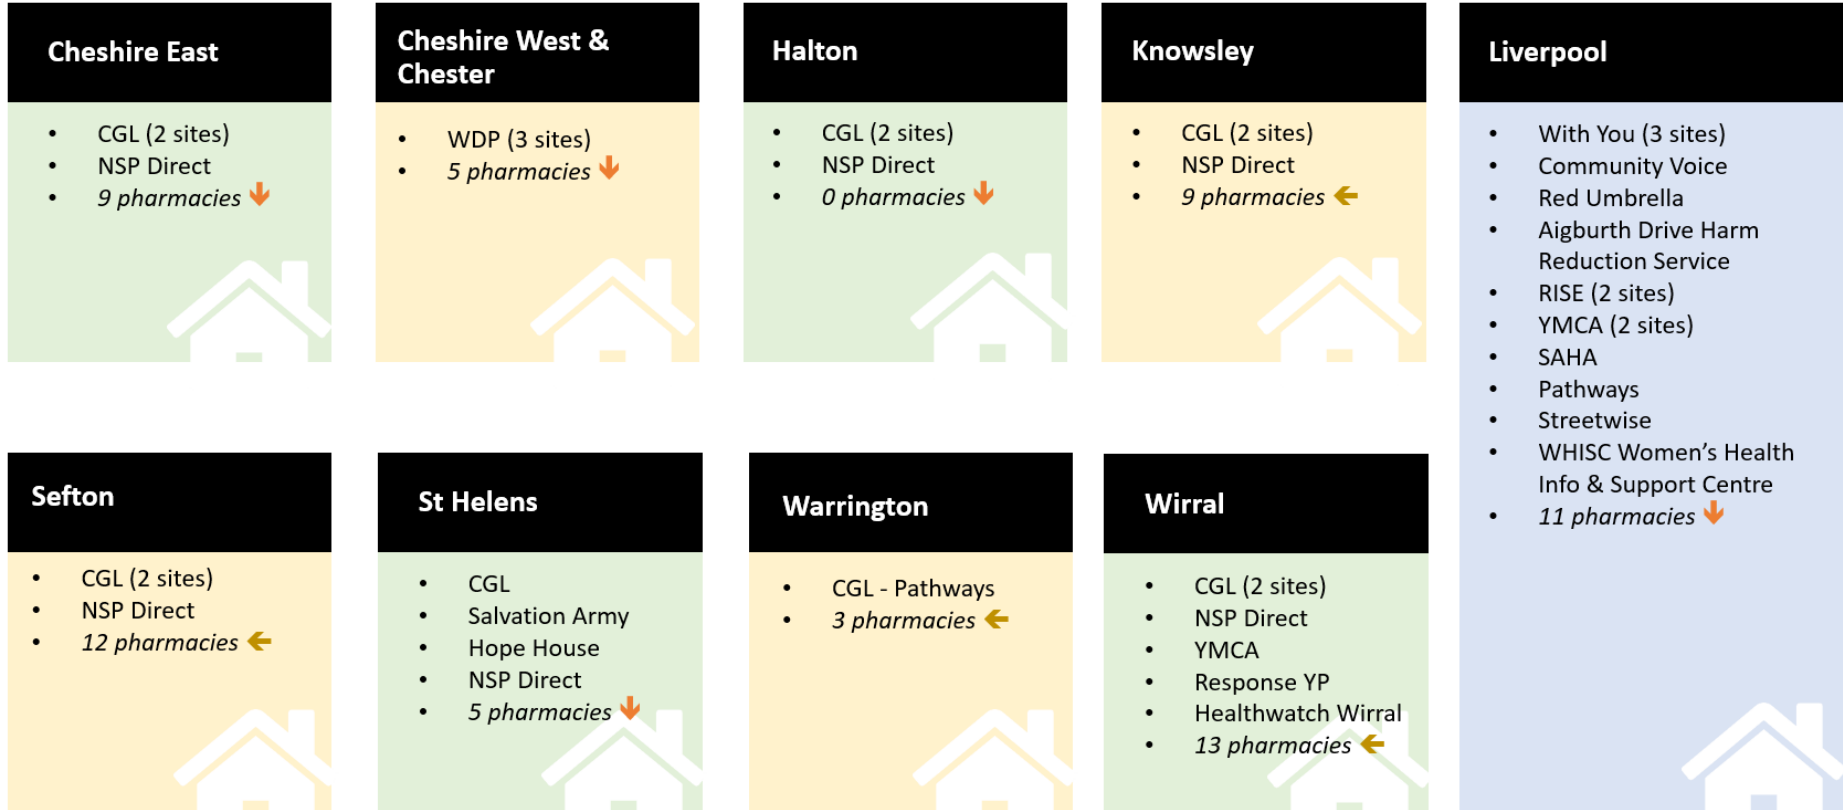 Cheshire East
• CGL (2 sites)
• NSP Direct
• 9 pharmacies
Cheshire West &
Chester
• WDP (3 sites)
• 5 pharmacies
Halton
• CGL (2 sites)
• NSP Direct
• 0 pharmacies
Knowsley
• CGL (2 sites)
• NSP Direct
• 9 pharmacies
Liverpool
• With You (3 sites)
• Community Voice
• Red Umbrella
• Aigburth Drive Harm
Reduction Service
• RISE (2 sites)
• YMCA (2 sites)
• SAHA
• Pathways
• Streetwise
• WHISC Women’s Health
Info & Support Centre
• 11 pharmacies
Sefton
• CGL (2 sites)
• NSP Direct
• 12 pharmacies
St Helens
• CGL
• Salvation Army
• Hope House
• NSP Direct
• 5 pharmacies
Warrington
• CGL - Pathways
• 3 pharmacies
Wirral
• CGL (2 sites)
• NSP Direct
• YMCA
• Response YP
• Healthwatch Wirral
• 13 pharmacies